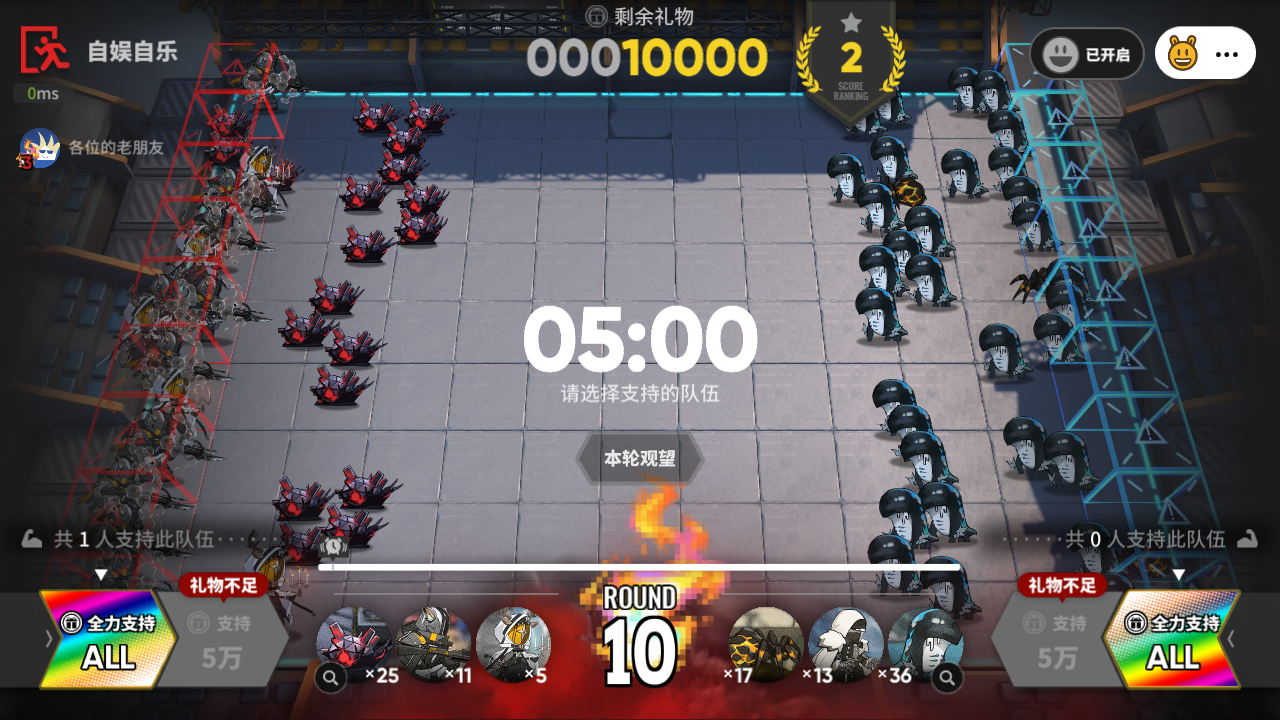 剩余礼物
00010000
2
SCORE
RANKING
自娱自乐
0ms
已开启
3
各位的老朋友
05:00
请选择支持的队伍
本轮观望
共 1 人支持此队伍
共 0 人支持此队伍
礼物不足
礼物不足
全力支持
ALL
支持
5万
ROUND
10
×25
×11
×5
×17
×13
×36
支持
5万
全力支持
ALL